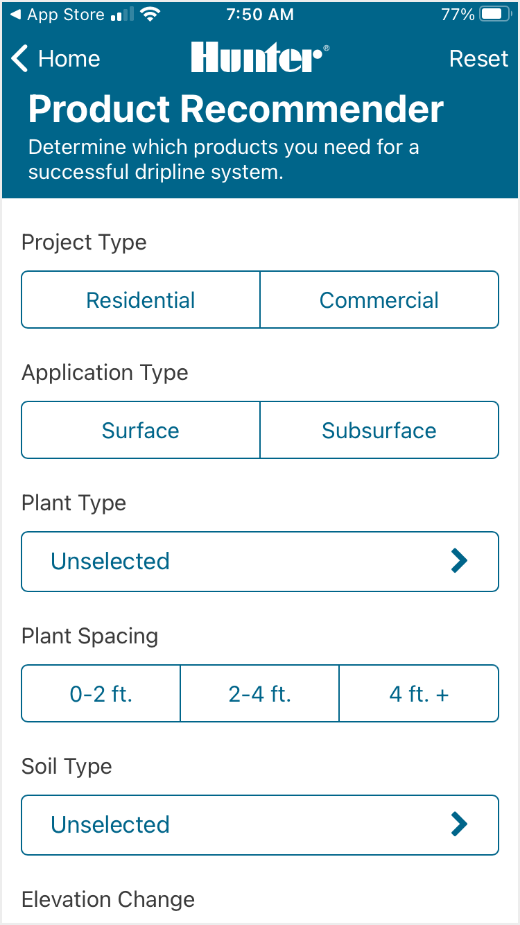 App Store
7:50 AM
77%
Home
Hunter®
Reset
Product Recommender
Determine which products you need for a
successful dripline system.
Project Type
Residential
Commercial
Application Type
Surface
Subsurface
Plant Type
Unselected
Plant Spacing
0-2 ft.
2-4 ft.
4 ft. +
Soil Type
Unselected
Elevation Change